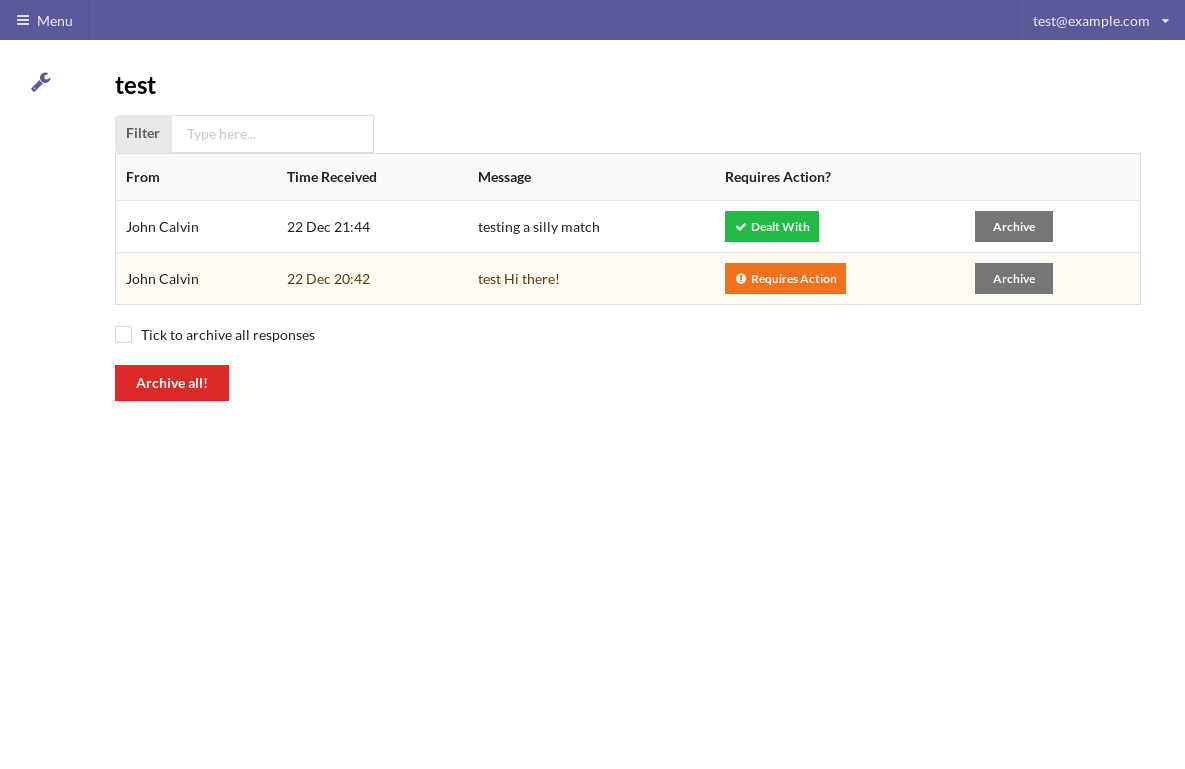 Menu
test@example.com
test
Filter Type here...
From Time Received Message Requires Action?
John Calvin 22 Dec 21:44 testing a silly match Dealt With Archive
John Calvin 22 Dec 20:42 test Hi there! Requires Action Archive
Tick to archive all responses
Archive all!